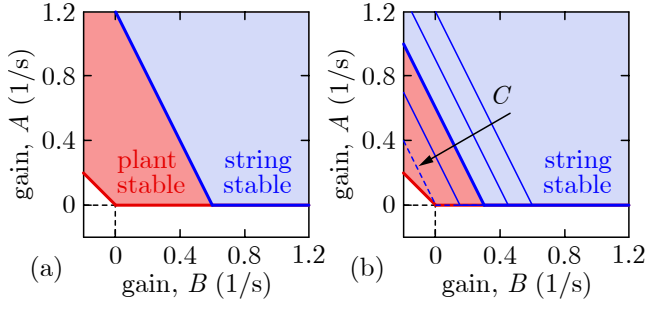 1.2
0.8
0.4
0
gain, A (1/s)
plant
stable
string
stable
0 0.4 0.8 1.2
(a)
gain, B (1/s)
1.2
0.8
0.4
0
gain, A (1/s)
C
string
stable
0 0.4 0.8 1.2
(b)
gain, B (1/s)